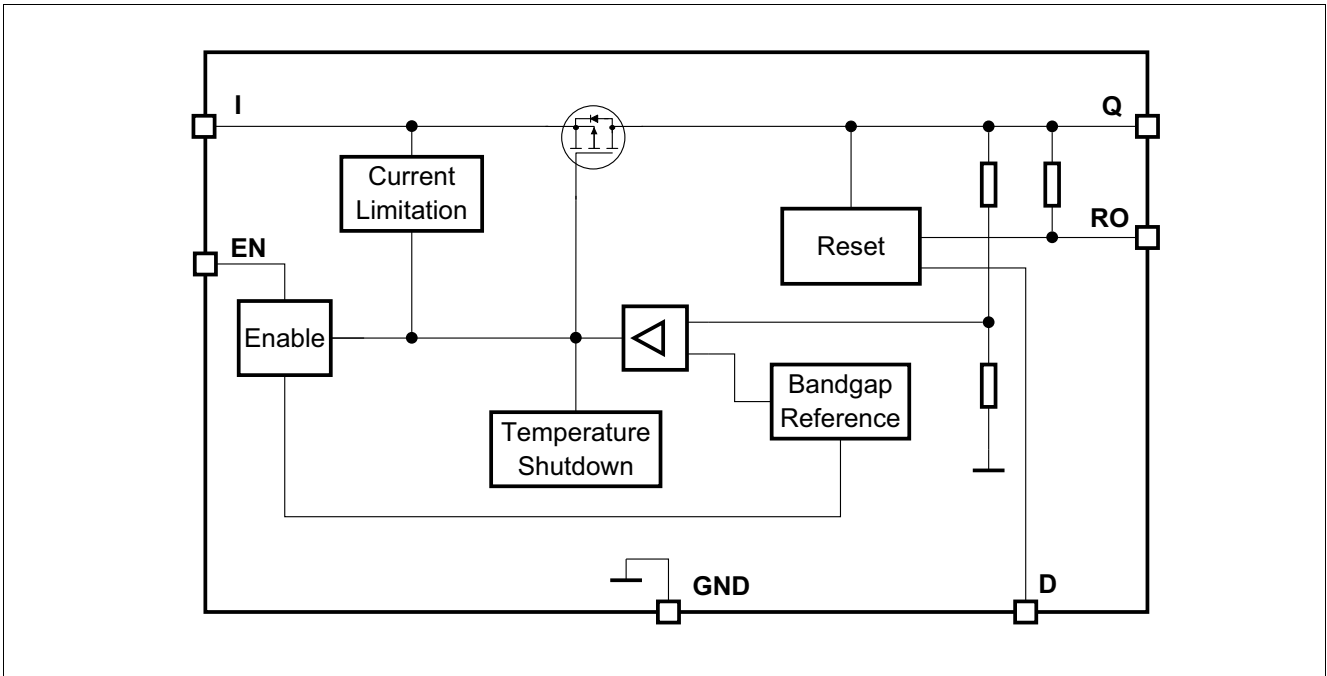 I
Q
Current
Limitation
RO
Reset
EN
Enable
Bandgap
Reference
Temperature
Shutdown
GND
D